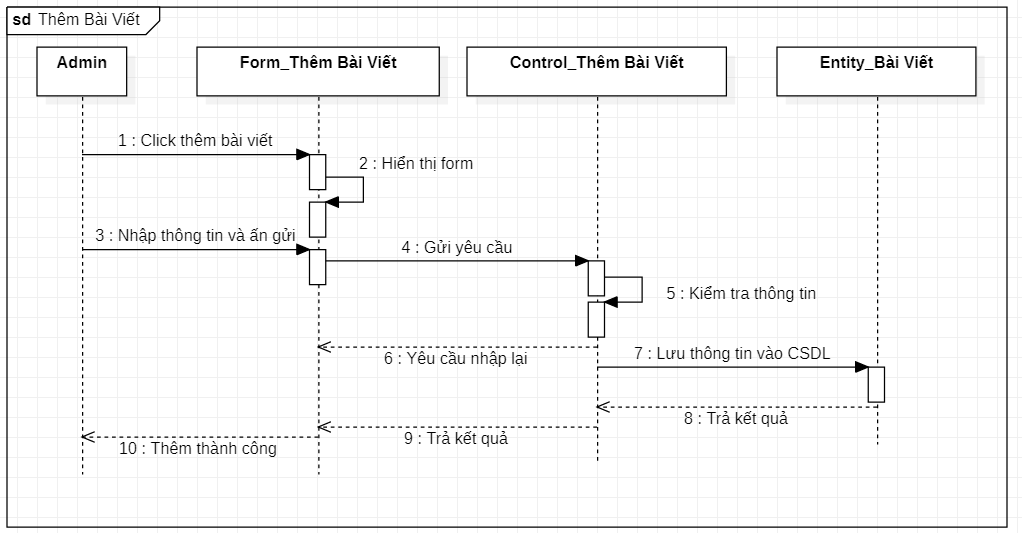 sd Thêm Bài Viết
Admin
Form_Thêm Bài Viết
Control_Thêm Bài Viết
Entity_Bài Viết
1 : Click thêm bài viết
2 : Hiển thị form
3 : Nhập thông tin và ấn gửi
4 : Gửi yêu cầu
5 : Kiểm tra thông tin
6 : Yêu cầu nhập lại
7 : Lưu thông tin vào CSDL
8 : Trả kết quả
9 : Trả kết quả
10 : Thêm thành công